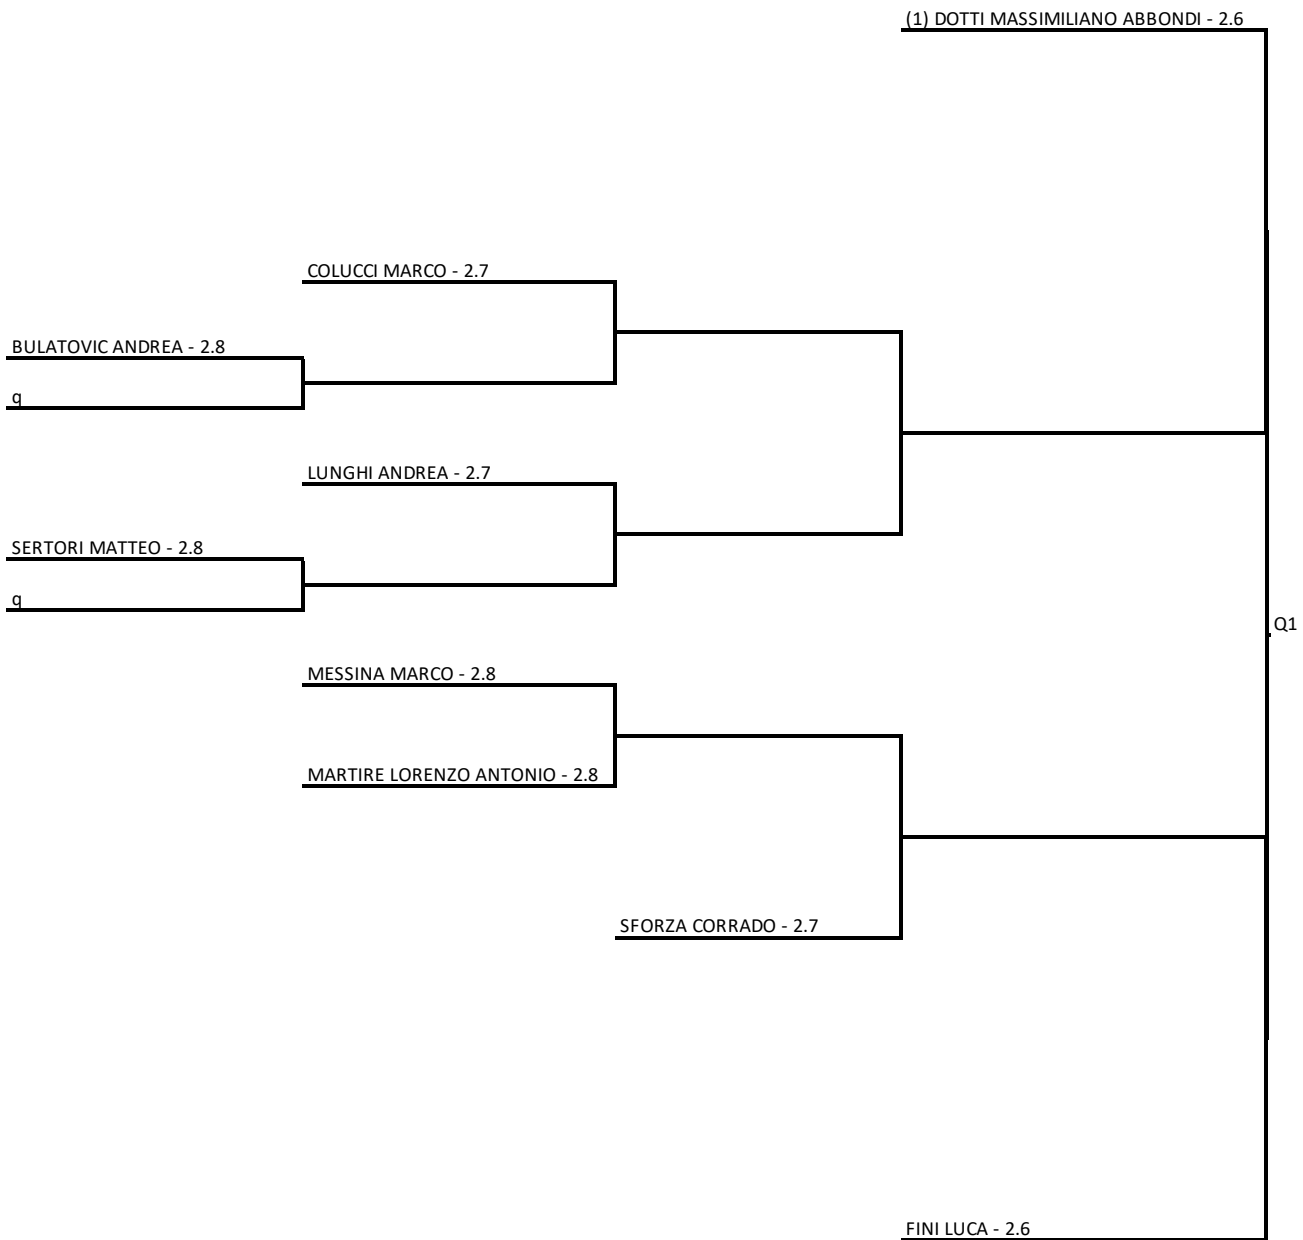 (1) DOTTI MASSIMILIANO ABBONDI - 2.6
COLUCCI MARCO - 2.7
BULATOVIC ANDREA - 2.8
q
LUNGHI ANDREA - 2.7
SERTORI MATTEO - 2.8
q
Q1
MESSINA MARCO - 2.8
MARTIRE LORENZO ANTONIO - 2.8
SFORZA CORRADO - 2.7
FINI LUCA - 2.6